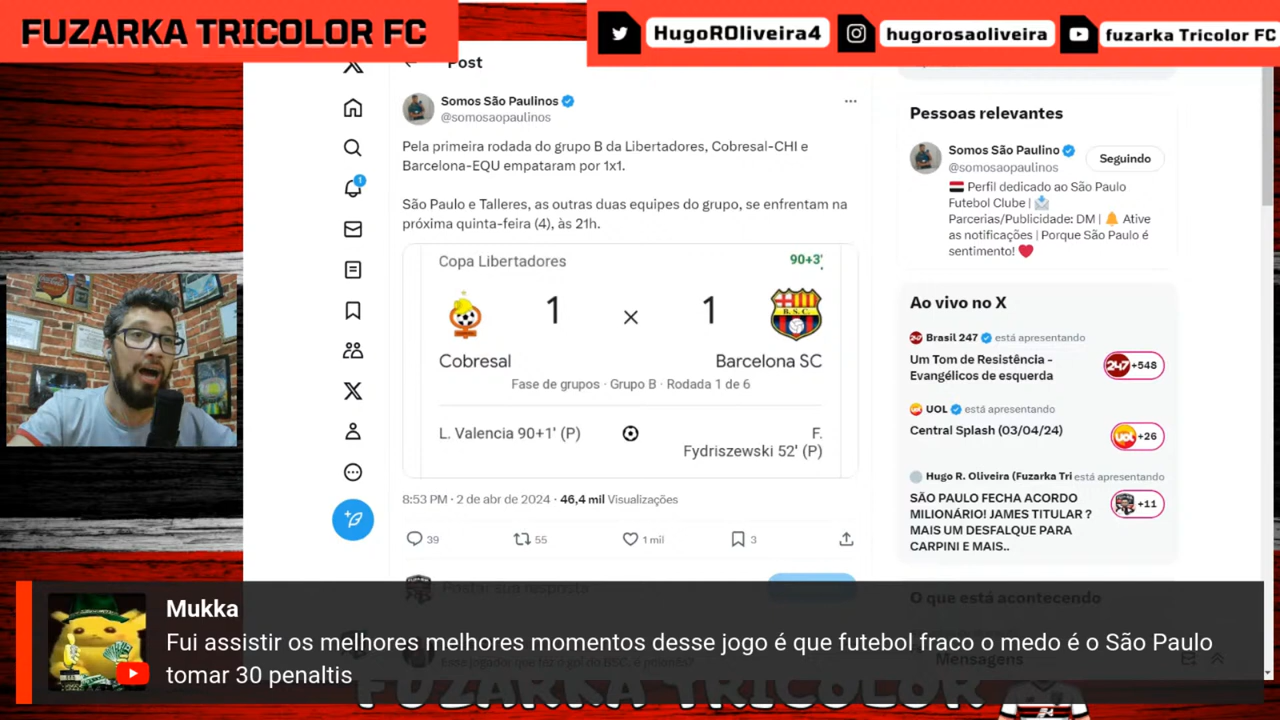 FUZARKA TRICOLOR FC
HugoROliveira4
hugorosaoliveira
fuzarka Tricolor FC
Post
Somos São Paulinos
@somosaopaulinos
Pela primeira rodada do grupo B da Libertadores, Cobresal-CHI e
Barcelona-EQU empataram por 1x1.
São Paulo e Talleres, as outras duas equipes do grupo, se enfrentam na
próxima quinta-feira (4), às 21h.
Copa Libertadores
90+3'
1 × 1
B. S. C.
Cobresal
Barcelona SC
Fase de grupos · Grupo B · Rodada 1 de 6
L. Valencia 90+1' (P)
F.
Fydriszewski 52' (P)
8:53 PM · 2 de abr de 2024 · 46,4 mil Visualizações
39
55
1 mil
3
Postar sua resposta
Pessoas relevantes
Somos São Paulino
@somosaopaulinos
Seguindo
Perfil dedicado ao São Paulo
Futebol Clube |
Parcerias/Publicidade: DM | Ative
as notificações | Porque São Paulo é
sentimento!
Ao vivo no X
Brasil 247 está apresentando
Um Tom de Resistência -
Evangélicos de esquerda
247 +548
UOL está apresentando
Central Splash (03/04/24)
UOL +26
Hugo R. Oliveira (Fuzarka Tri está apresentando
SÃO PAULO FECHA ACORDO
MILIONÁRIO! JAMES TITULAR ?
MAIS UM DESFALQUE PARA
CARPINI E MAIS..
+11
O que está acontecendo
Mensagens
1
Mukka
Fui assistir os melhores melhores momentos desse jogo é que futebol fraco o medo é o São Paulo
tomar 30 penaltis
FUZARKA TRICOLOR